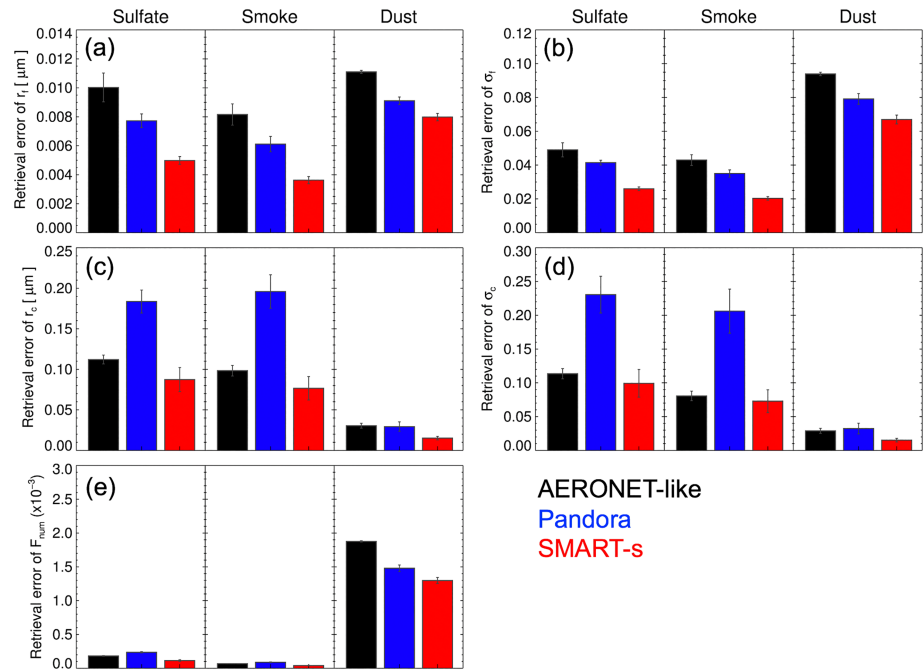 Sulfate Smoke Dust
(a)
Retrieval error of r_f [ μm ]
0.014
0.012
0.010
0.008
0.006
0.004
0.002
0.000
Sulfate Smoke Dust
(b)
Retrieval error of σ_f
0.12
0.10
0.08
0.06
0.04
0.02
0.00
(c)
Retrieval error of r_c [ μm ]
0.25
0.20
0.15
0.10
0.05
0.00
(d)
Retrieval error of σ_c
0.30
0.25
0.20
0.15
0.10
0.05
0.00
(e)
Retrieval error of F_num (x10⁻³)
3.0
2.5
2.0
1.5
1.0
0.5
0.0
AERONET-like
Pandora
SMART-s